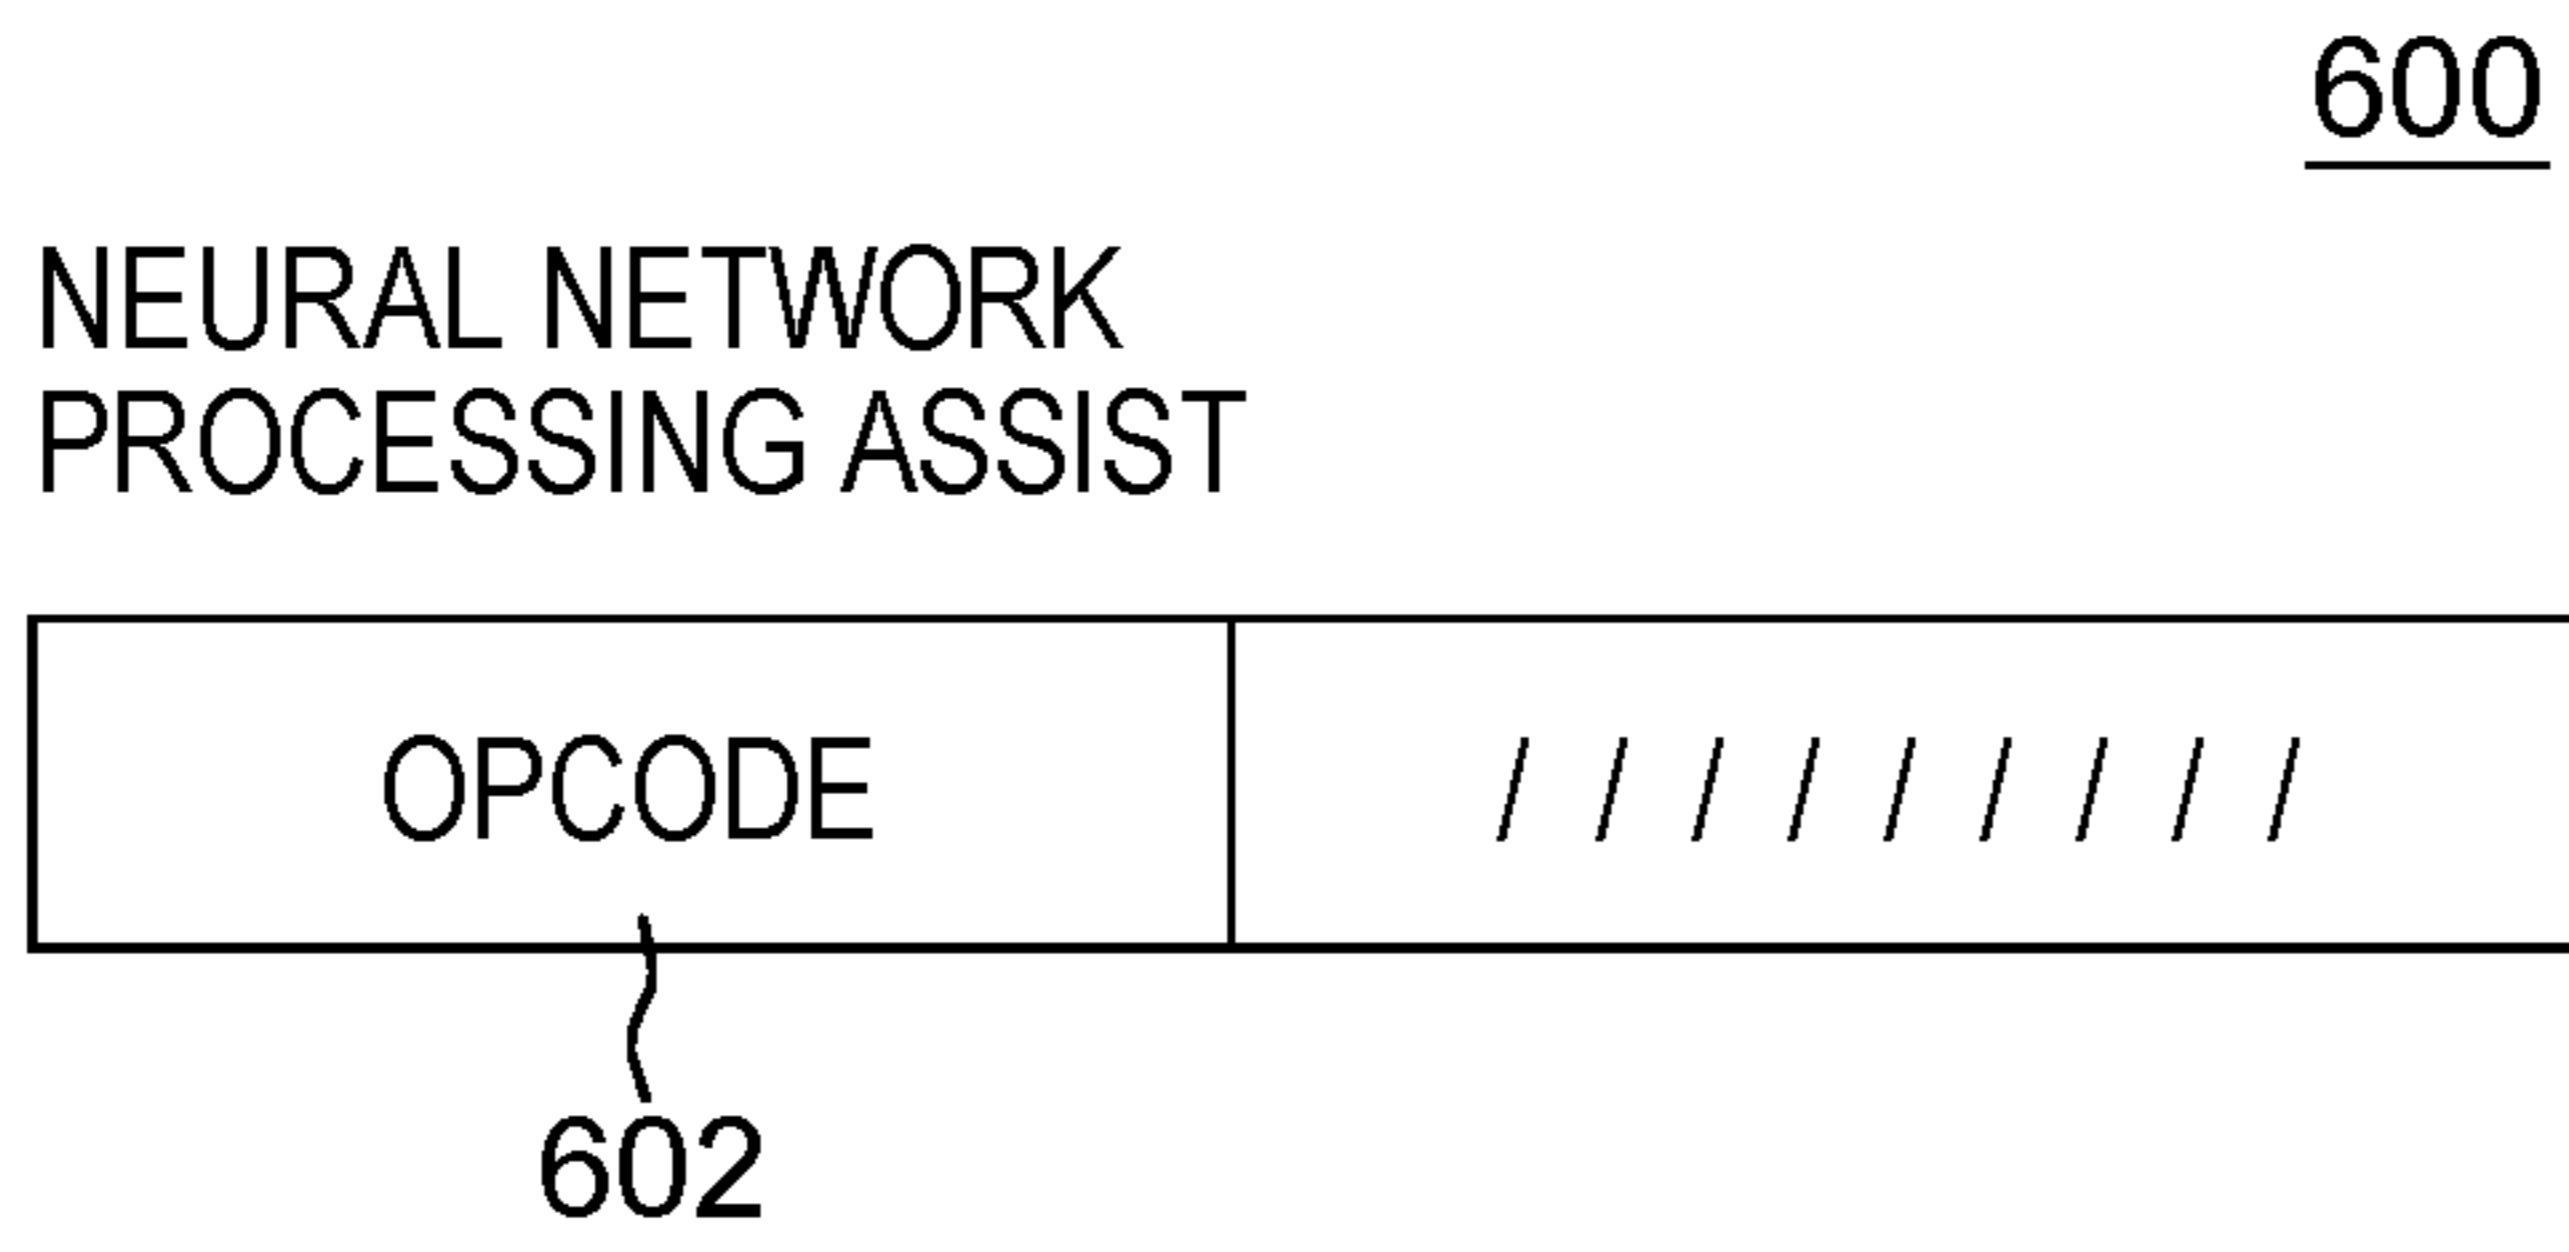 600
NEURAL NETWORK
PROCESSING ASSIST
OPCODE / / / / / / / / /
602